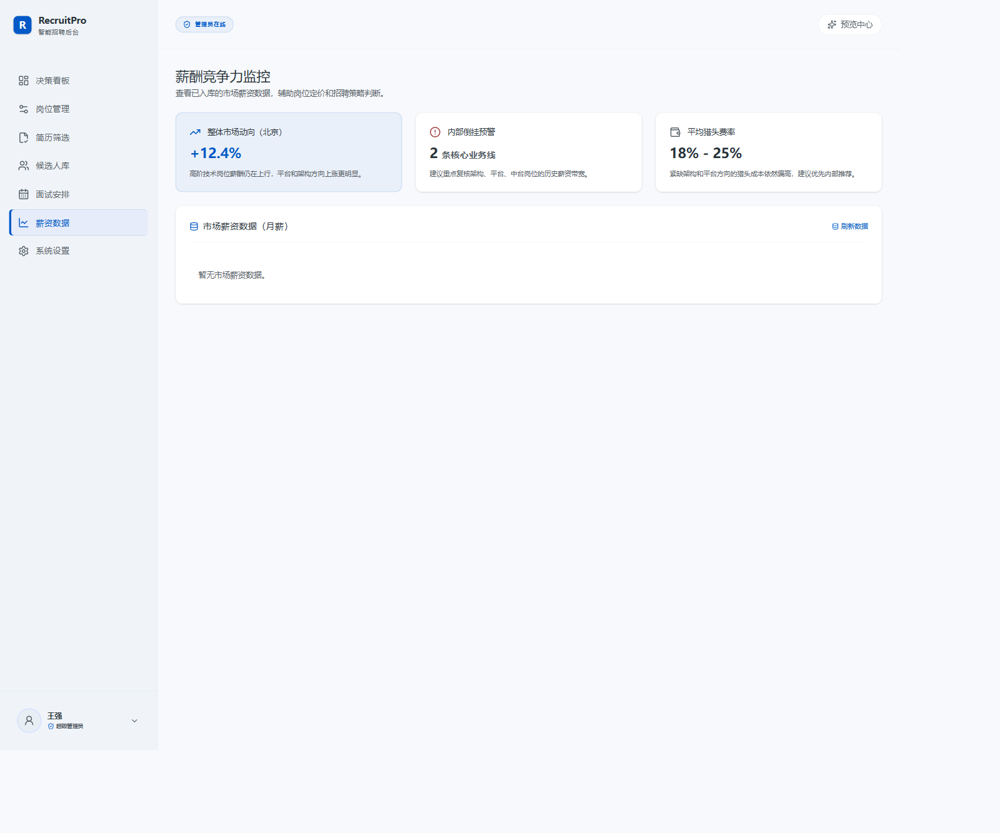 RecruitPro
智能招聘后台
决策看板
岗位管理
简历筛选
候选人库
面试安排
薪资数据
系统设置
王强
超级管理员
管理员在线
预览中心
薪酬竞争力监控
查看已入库的市场薪资数据，辅助岗位定价和招聘策略判断。
整体市场动向（北京）
+12.4%
高阶技术岗位薪酬仍在上行，平台和架构方向上涨更明显。
内部倒挂预警
2 条核心业务线
建议重点复核架构、平台、中台岗位的历史薪资带宽。
平均猎头费率
18% - 25%
紧缺架构和平台方向的猎头成本依然偏高，建议优先内部推荐。
市场薪资数据（月薪）
刷新数据
暂无市场薪资数据。
R